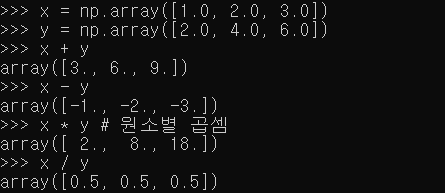 >>> x = np.array([1.0, 2.0, 3.0])
>>> y = np.array([2.0, 4.0, 6.0])
>>> x + y
array([3., 6., 9.])
>>> x - y
array([-1., -2., -3.])
>>> x * y # 원소별 곱셈
array([ 2.,  8., 18.])
>>> x / y
array([0.5, 0.5, 0.5])